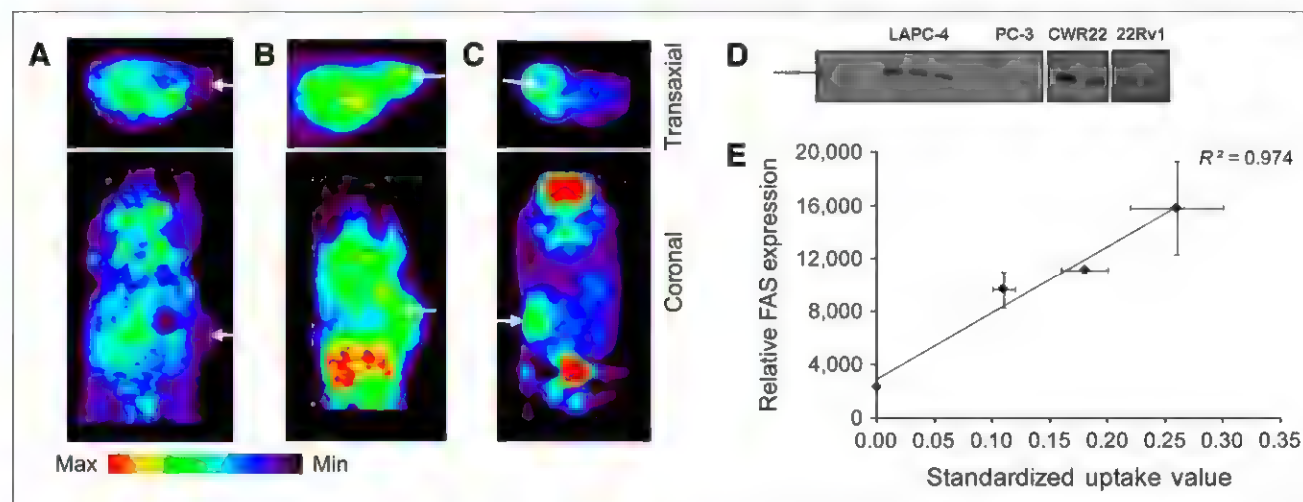 A
B
C
Transaxial
Coronal
Max
Min
D
LAPC-4 PC-3 CWR22 22Rv1
E
R² = 0.974
Relative FAS expression
20,000
16,000
12,000
8,000
4,000
0
0.00 0.05 0.10 0.15 0.20 0.25 0.30 0.35
Standardized uptake value